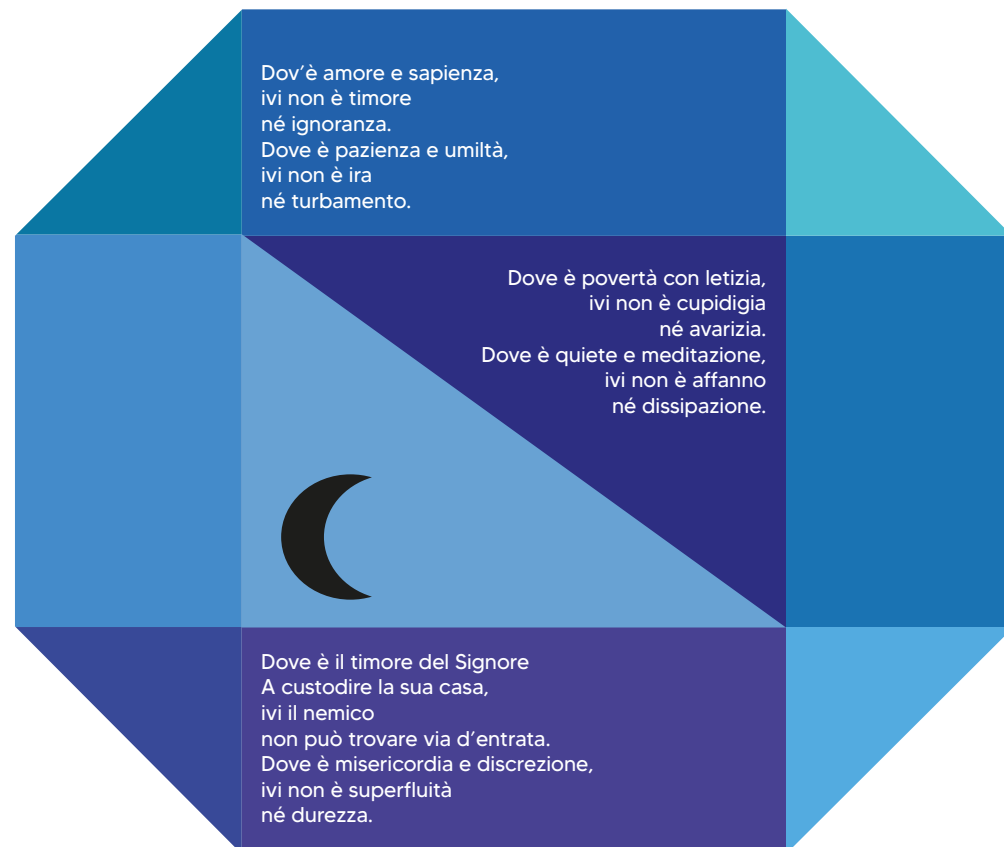 Dov'è amore e sapienza,
ivi non è timore
né ignoranza.
Dove è pazienza e umiltà,
ivi non è ira
né turbamento.
Dove è povertà con letizia,
ivi non è cupidigia
né avarizia.
Dove è quiete e meditazione,
ivi non è affanno
né dissipazione.
Dove è il timore del Signore
A custodire la sua casa,
ivi il nemico
non può trovare via d'entrata.
Dove è misericordia e discrezione,
ivi non è superfluità
né durezza.